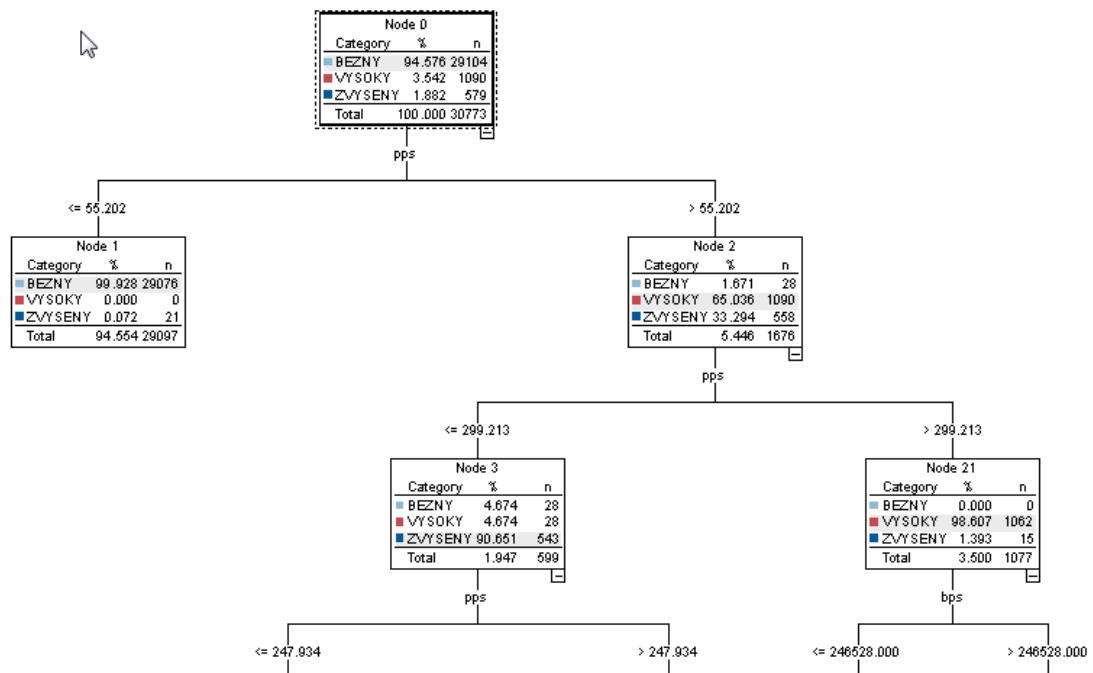 Node 0
Category % n
BEZNY 94.576 29104
VYSOKY 3.542 1090
ZVYSENY 1.882 579
Total 100.000 30773
pps
<= 55.202
> 55.202
Node 1
Category % n
BEZNY 99.928 29076
VYSOKY 0.000 0
ZVYSENY 0.072 21
Total 94.554 29097
Node 2
Category % n
BEZNY 1.671 28
VYSOKY 65.036 1090
ZVYSENY 33.294 558
Total 5.446 1676
pps
<= 299.213
> 299.213
Node 3
Category % n
BEZNY 4.674 28
VYSOKY 4.674 28
ZVYSENY 90.651 543
Total 1.947 599
Node 21
Category % n
BEZNY 0.000 0
VYSOKY 98.607 1062
ZVYSENY 1.393 15
Total 3.500 1077
pps
bps
<= 247.934
> 247.934
<= 246528.000
> 246528.000